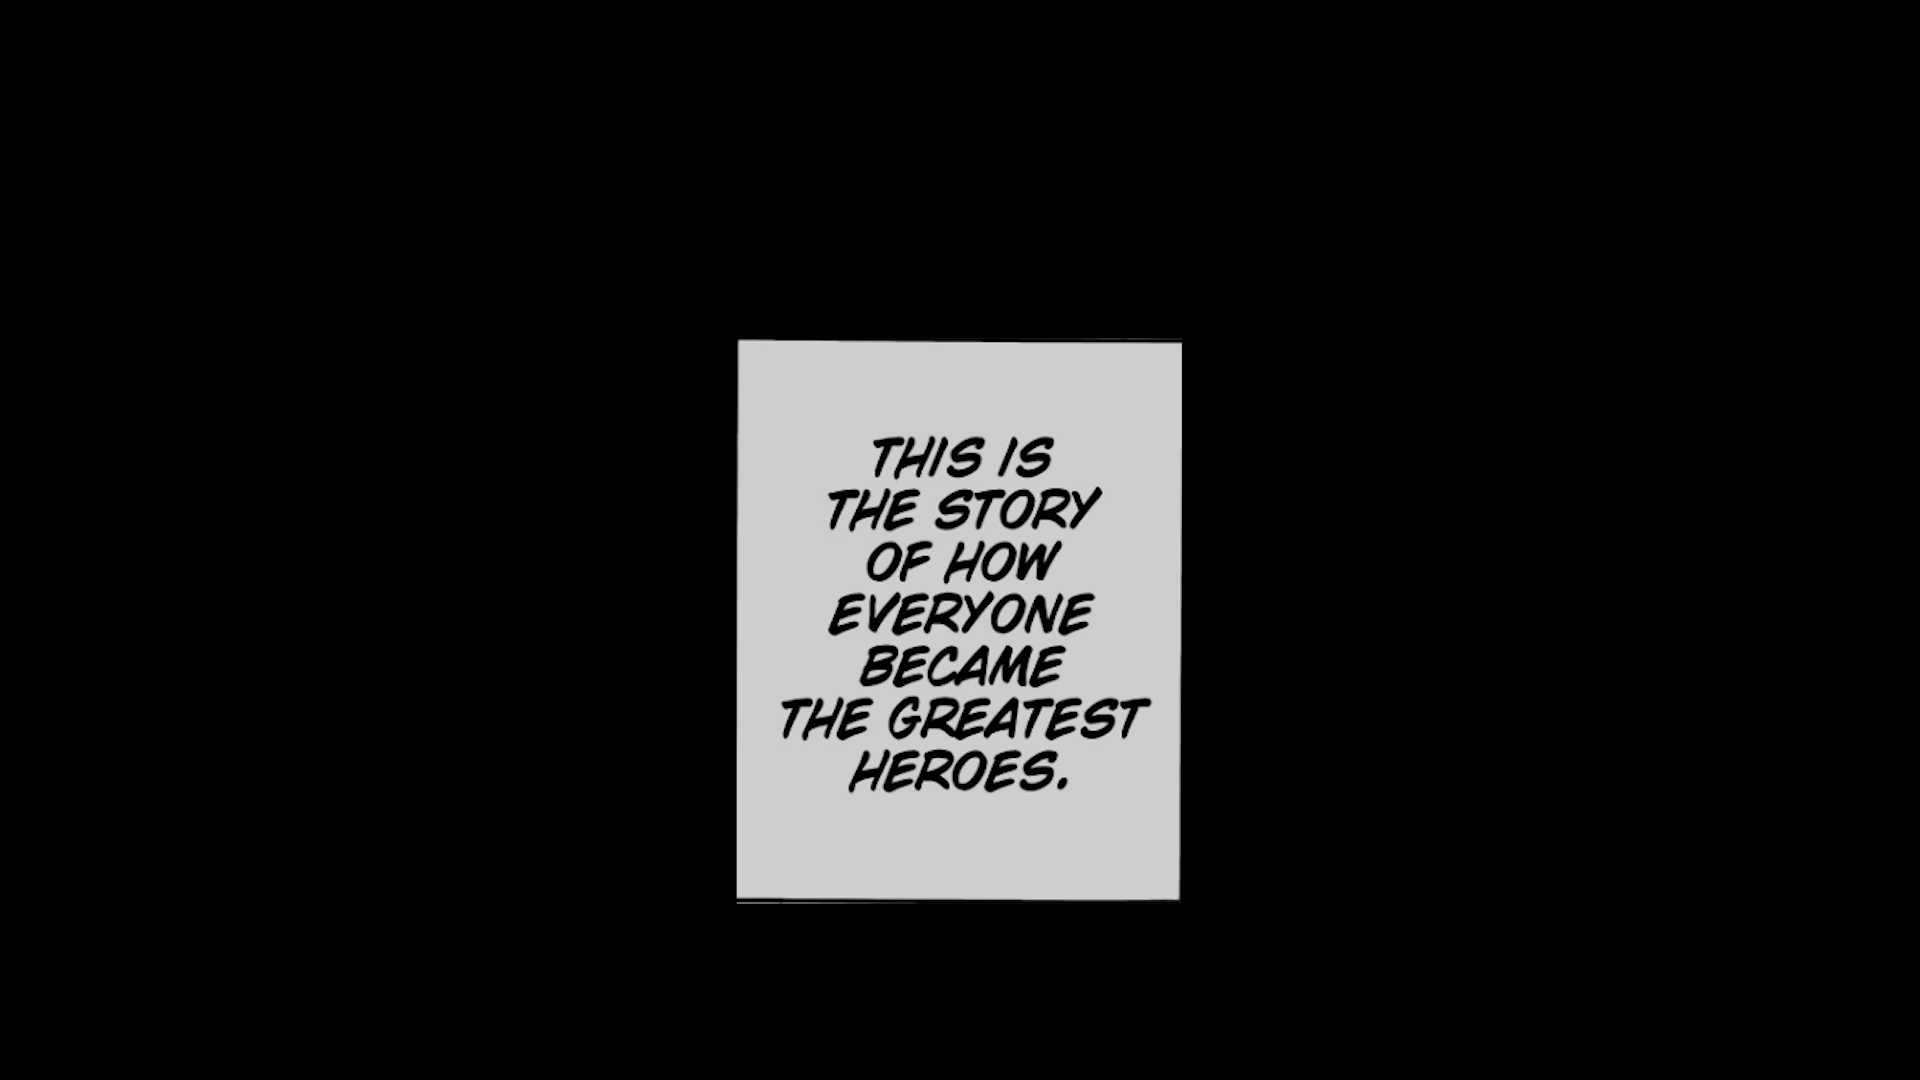 THIS IS
THE STORY
OF HOW
EVERYONE
BECAME
THE GREATEST
HEROES.